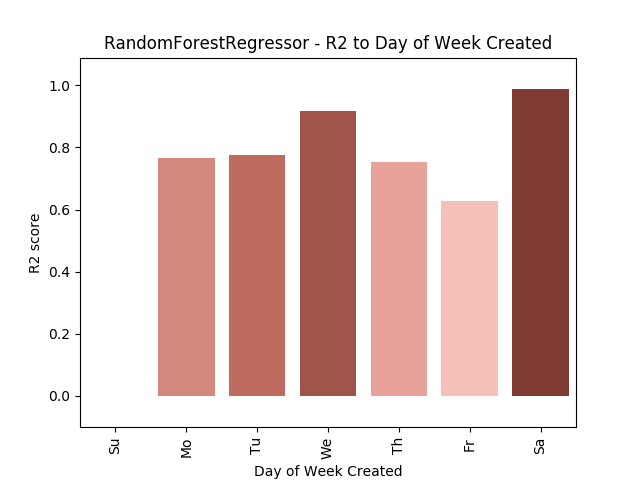 RandomForestRegressor - R2 to Day of Week Created
1.0
0.8
0.6
0.4
0.2
0.0
R2 score
Su Mo Tu We Th Fr Sa
Day of Week Created